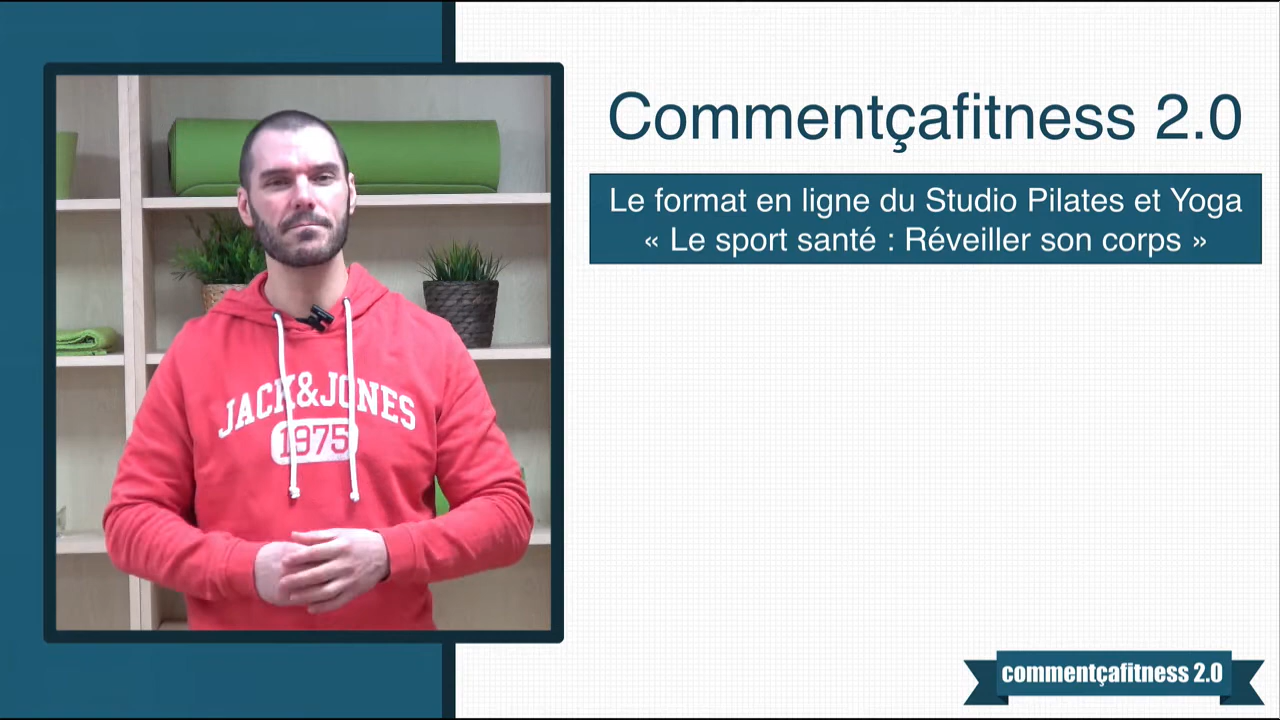 Commentçafitness 2.0
Le format en ligne du Studio Pilates et Yoga
« Le sport santé : Réveiller son corps »
JACK&JONES
1975
commentçafitness 2.0